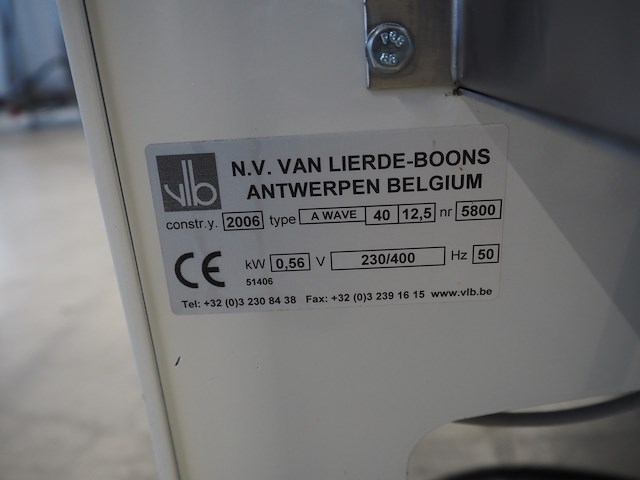 vlb
N.V. VAN LIERDE-BOONS
ANTWERPEN BELGIUM
constr.y. 2006 type A WAVE 40 12,5 nr 5800
CE kW 0,56 V 230/400 Hz 50
51406
Tel: +32 (0)3 230 84 38 Fax: +32 (0)3 239 16 15 www.vlb.be